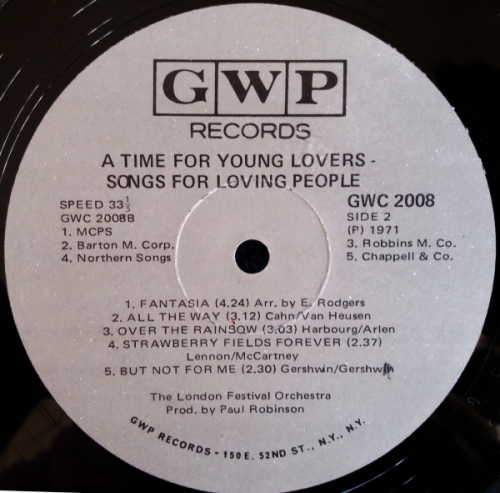 GWP
RECORDS
A TIME FOR YOUNG LOVERS -
SONGS FOR LOVING PEOPLE
SPEED 33⅓ GWC 2008
GWC 2008B SIDE 2
1. MCPS (P) 1971
2. Barton M. Corp. 3. Robbins M. Co.
4. Northern Songs 5. Chappell & Co.
1. FANTASIA (4.24) Arr. by E. Rodgers
2. ALL THE WAY (3.12) Cahn/Van Heusen
3. OVER THE RAINBOW (3.03) Harbourg/Arlen
4. STRAWBERRY FIELDS FOREVER (2.37)
Lennon/McCartney
5. BUT NOT FOR ME (2.30) Gershwin/Gershwin
The London Festival Orchestra
Prod. by Paul Robinson
GWP RECORDS - 150 E. 52ND ST., N.Y., N.Y.